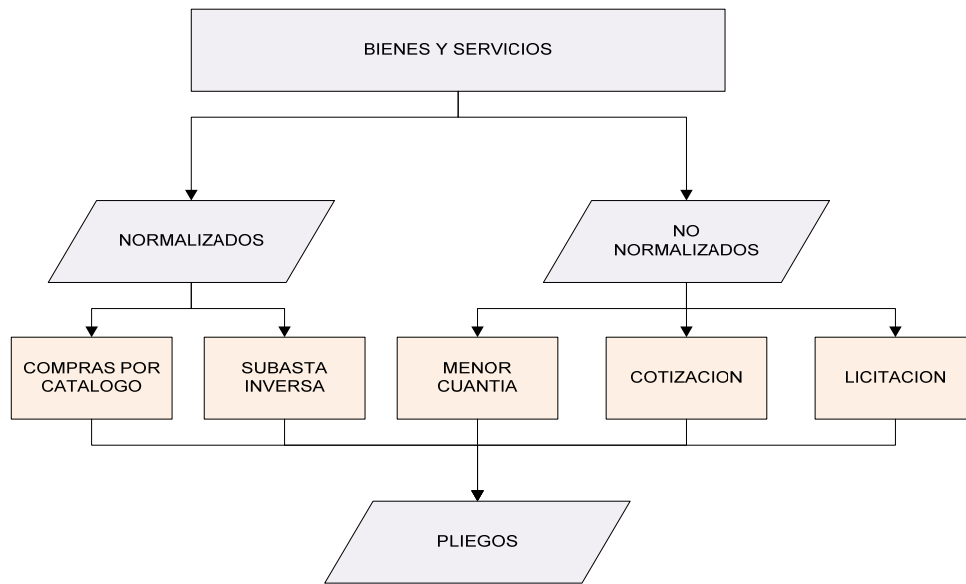 BIENES Y SERVICIOS
NORMALIZADOS
NO
NORMALIZADOS
COMPRAS POR
CATALOGO
SUBASTA
INVERSA
MENOR
CUANTIA
COTIZACION
LICITACION
PLIEGOS